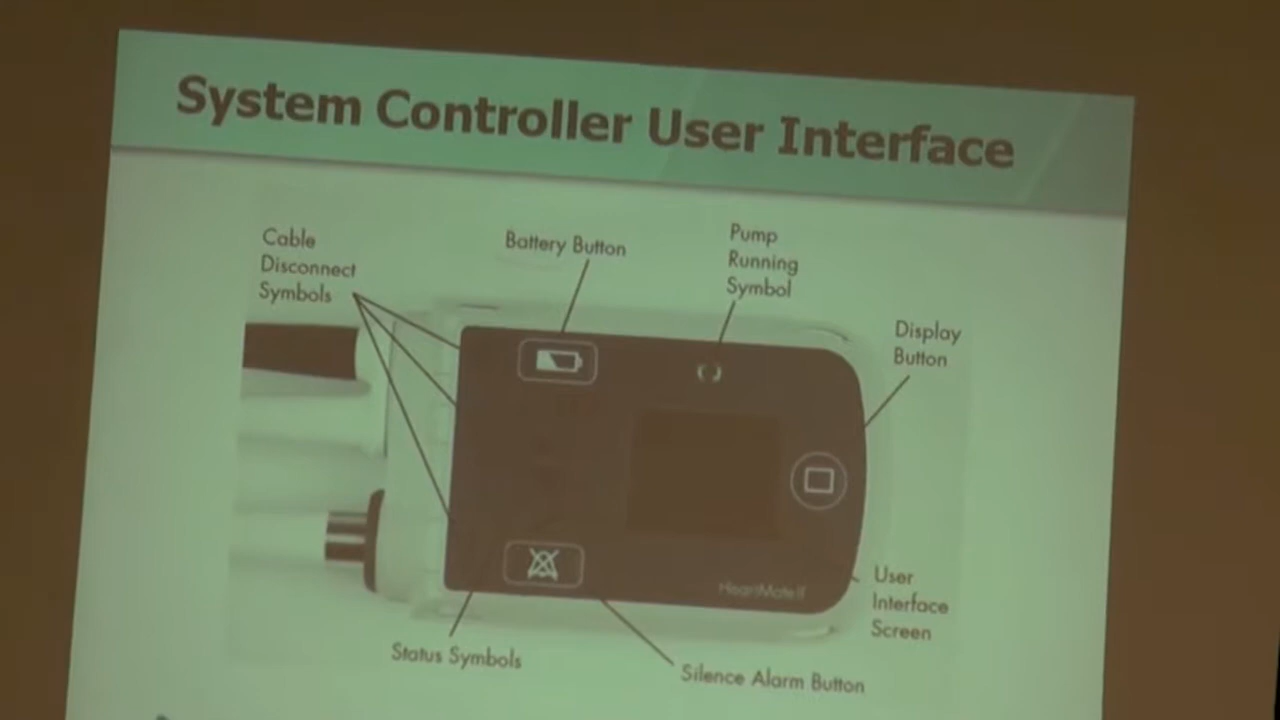 System Controller User Interface
Cable
Disconnect
Symbols
Battery Button
Pump
Running
Symbol
Display
Button
HeartMate II
User
Interface
Screen
Status Symbols
Silence Alarm Button